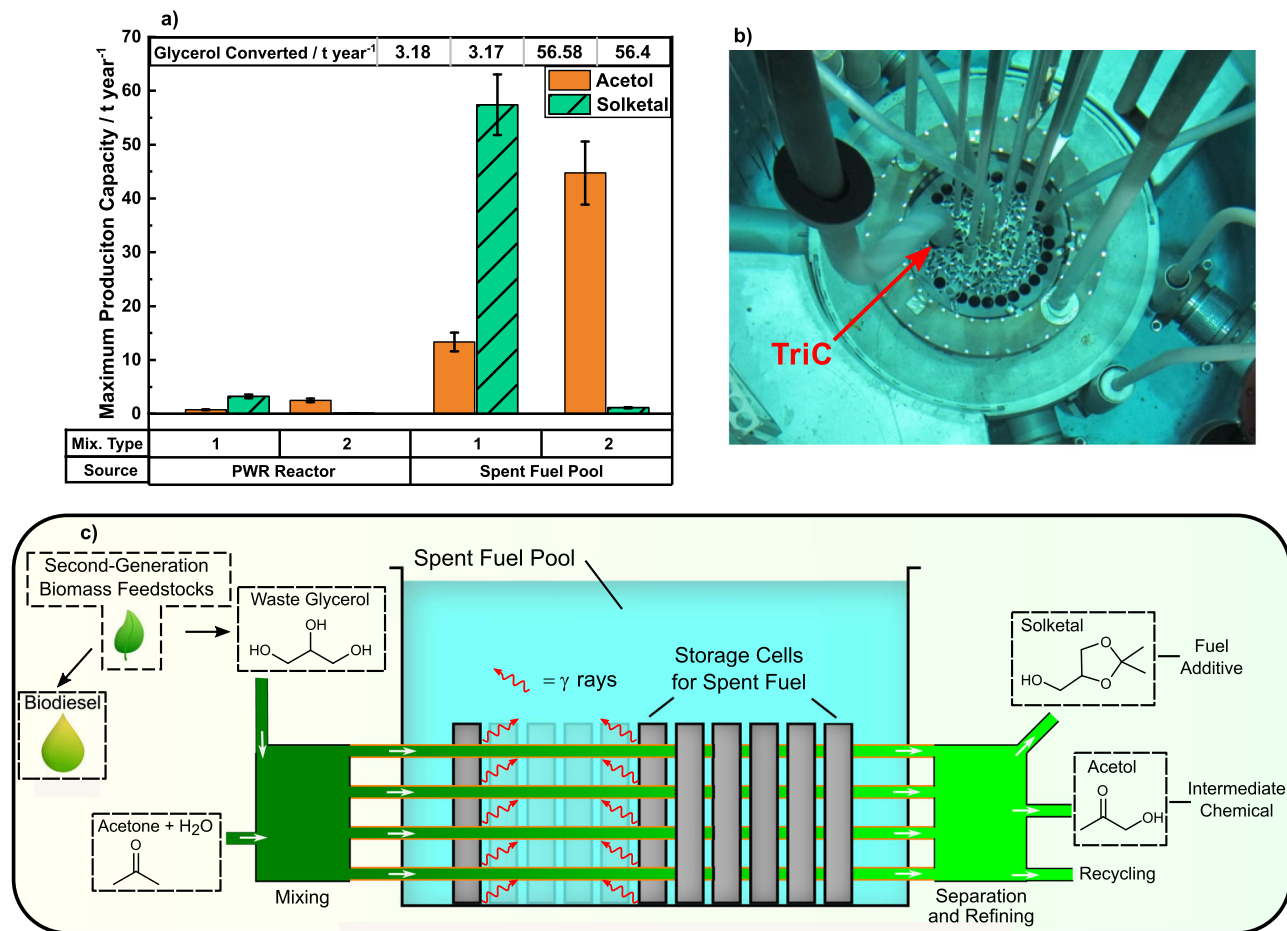 a)
Glycerol Converted / t year⁻¹ 3.18 3.17 56.58 56.4
Acetol
Solketal
Maximum Produciton Capacity / t year⁻¹
70
60
50
40
30
20
10
0
Mix. Type 1 2 1 2
Source PWR Reactor Spent Fuel Pool
b)
TriC
c)
Second-Generation
Biomass Feedstocks
Biodiesel
Waste Glycerol
OH
HO OH
Acetone + H₂O
O
Mixing
Spent Fuel Pool
= γ rays
Storage Cells
for Spent Fuel
Solketal
O
HO O
Fuel
Additive
Acetol
O
OH
Intermediate
Chemical
Recycling
Separation
and Refining